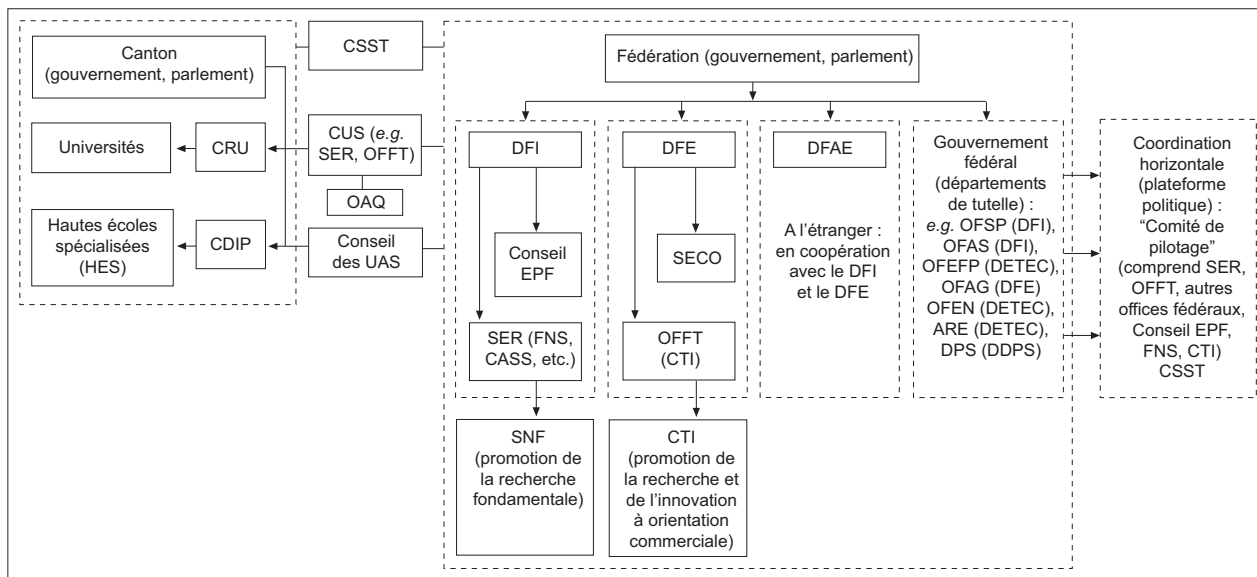 Canton
(gouvernement, parlement)
CSST
Fédération (gouvernement, parlement)
Universités
CRU
CUS (e.g.
SER, OFFT)
OAQ
Hautes écoles
spécialisées
(HES)
CDIP
Conseil
des UAS
DFI
Conseil
EPF
SER (FNS,
CASS, etc.)
SNF
(promotion de
la recherche
fondamentale)
DFE
SECO
OFFT
(CTI)
CTI
(promotion de
la recherche et
de l'innovation
à orientation
commerciale)
DFAE
A l'étranger :
en coopération
avec le DFI
et le DFE
Gouvernement
fédéral
(départements
de tutelle) :
e.g. OFSP (DFI),
OFAS (DFI),
OFEFP (DETEC),
OFAG (DFE)
OFEN (DETEC),
ARE (DETEC),
DPS (DDPS)
Coordination
horizontale
(plateforme
politique) :
“Comité de
pilotage”
(comprend SER,
OFFT, autres
offices fédéraux,
Conseil EPF,
FNS, CTI)
CSST